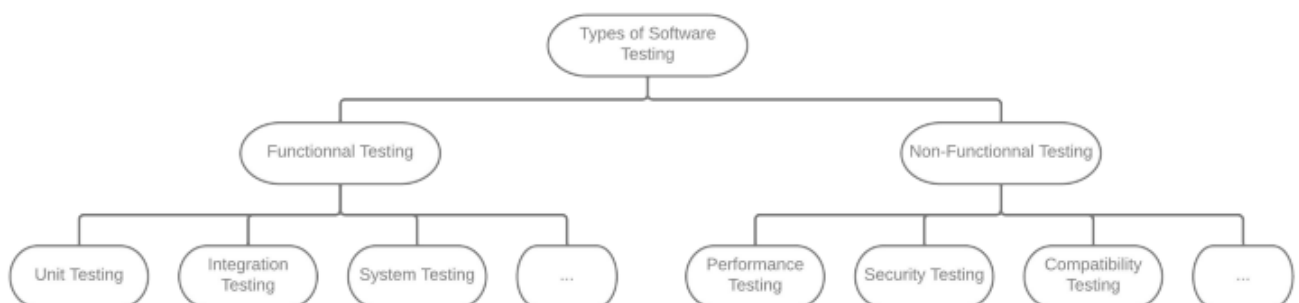 Types of Software
Testing
Functionnal Testing
Non-Functionnal Testing
Unit Testing
Integration
Testing
System Testing
...
Performance
Testing
Security Testing
Compatibility
Testing
...